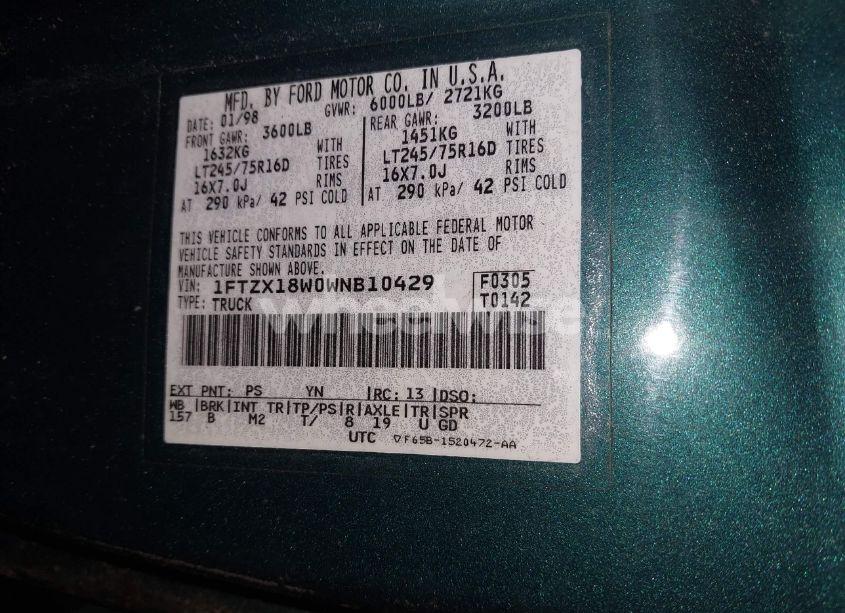 MFD. BY FORD MOTOR CO. IN U.S.A.
DATE: 01/98 GVWR: 6000LB/ 2721KG
FRONT GAWR: 3600LB REAR GAWR: 3200LB
1632KG WITH 1451KG WITH
LT245/75R16D TIRES LT245/75R16D TIRES
16X7.0J RIMS 16X7.0J RIMS
AT 290 kPa/ 42 PSI COLD AT 290 kPa/ 42 PSI COLD
THIS VEHICLE CONFORMS TO ALL APPLICABLE FEDERAL MOTOR
VEHICLE SAFETY STANDARDS IN EFFECT ON THE DATE OF
MANUFACTURE SHOWN ABOVE.
VIN: 1FTZX18W0WNB10429 F0305
TYPE: TRUCK T0142
wheelwise
EXT PNT: PS YN RC: 13 DSO:
WB BRK INT TR TP/PS R AXLE TR SPR
157 B M2 T/ 8 19 U GD
UTC ▽F65B-1520472-AA